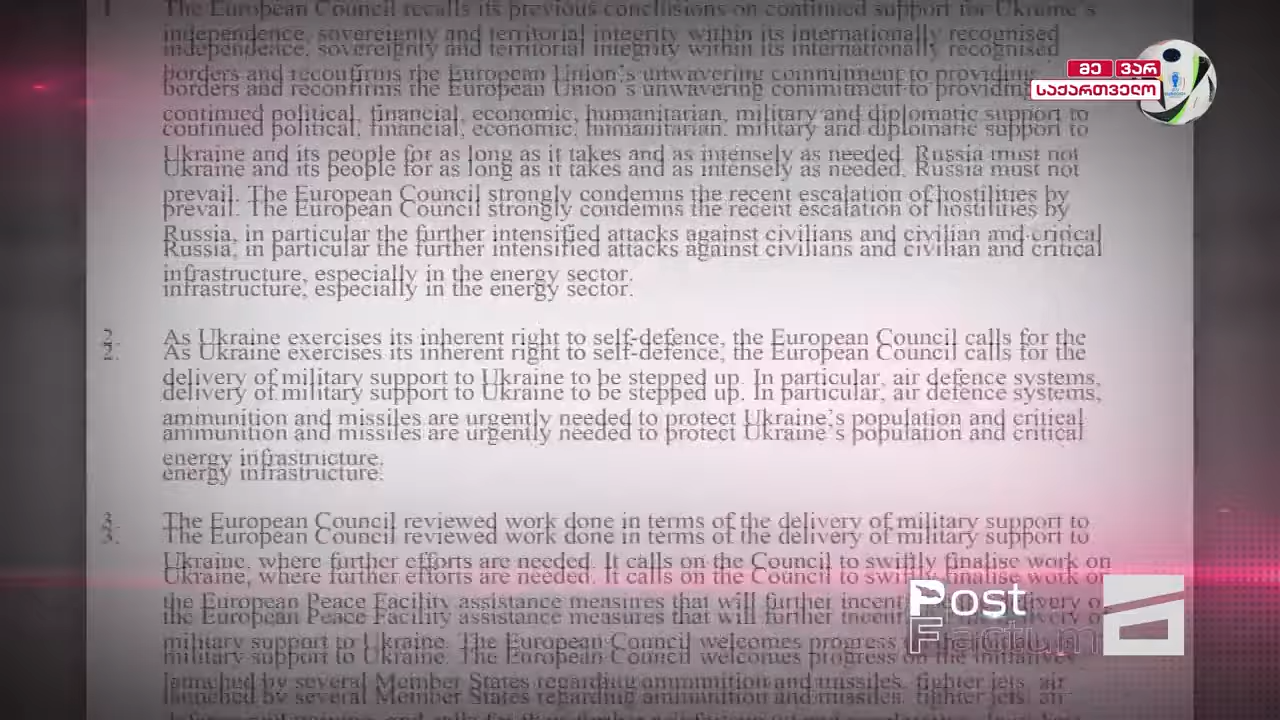 1 The European Council recalls its previous conclusions on continued support for Ukraine's
independence, sovereignty and territorial integrity within its internationally recognised
borders and reconfirms the European Union's unwavering commitment to providing
continued political, financial, economic, humanitarian, military and diplomatic support to
Ukraine and its people for as long as it takes and as intensely as needed. Russia must not
prevail. The European Council strongly condemns the recent escalation of hostilities by
Russia, in particular the further intensified attacks against civilians and civilian and critical
infrastructure, especially in the energy sector.
2. As Ukraine exercises its inherent right to self-defence, the European Council calls for the
delivery of military support to Ukraine to be stepped up. In particular, air defence systems,
ammunition and missiles are urgently needed to protect Ukraine's population and critical
energy infrastructure.
3. The European Council reviewed work done in terms of the delivery of military support to
Ukraine, where further efforts are needed. It calls on the Council to swiftly finalise work on
the European Peace Facility assistance measures that will further
military support to Ukraine. The European Council welcomes progress on the initiatives
launched by several Member States regarding ammunition and missiles, fighter jets, air
მე ვარ
საქართველო
Post
Factum